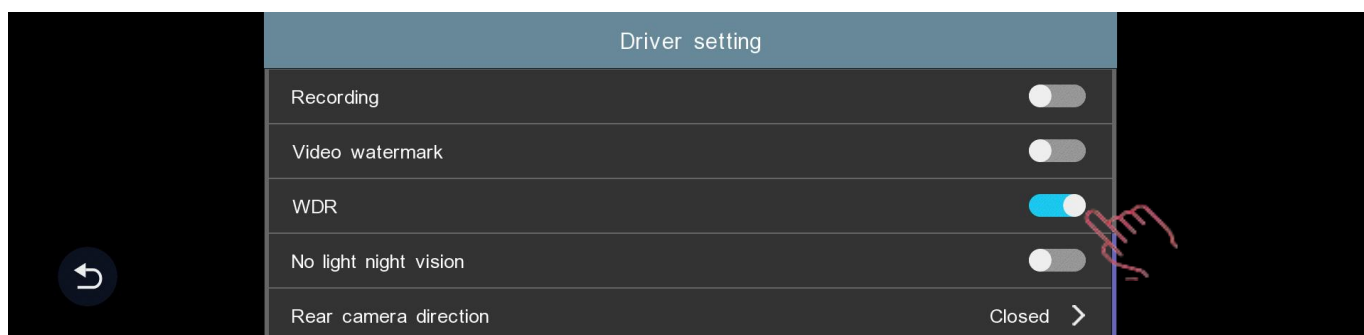 Driver setting
Recording
Video watermark
WDR
No light night vision
Rear camera direction Closed